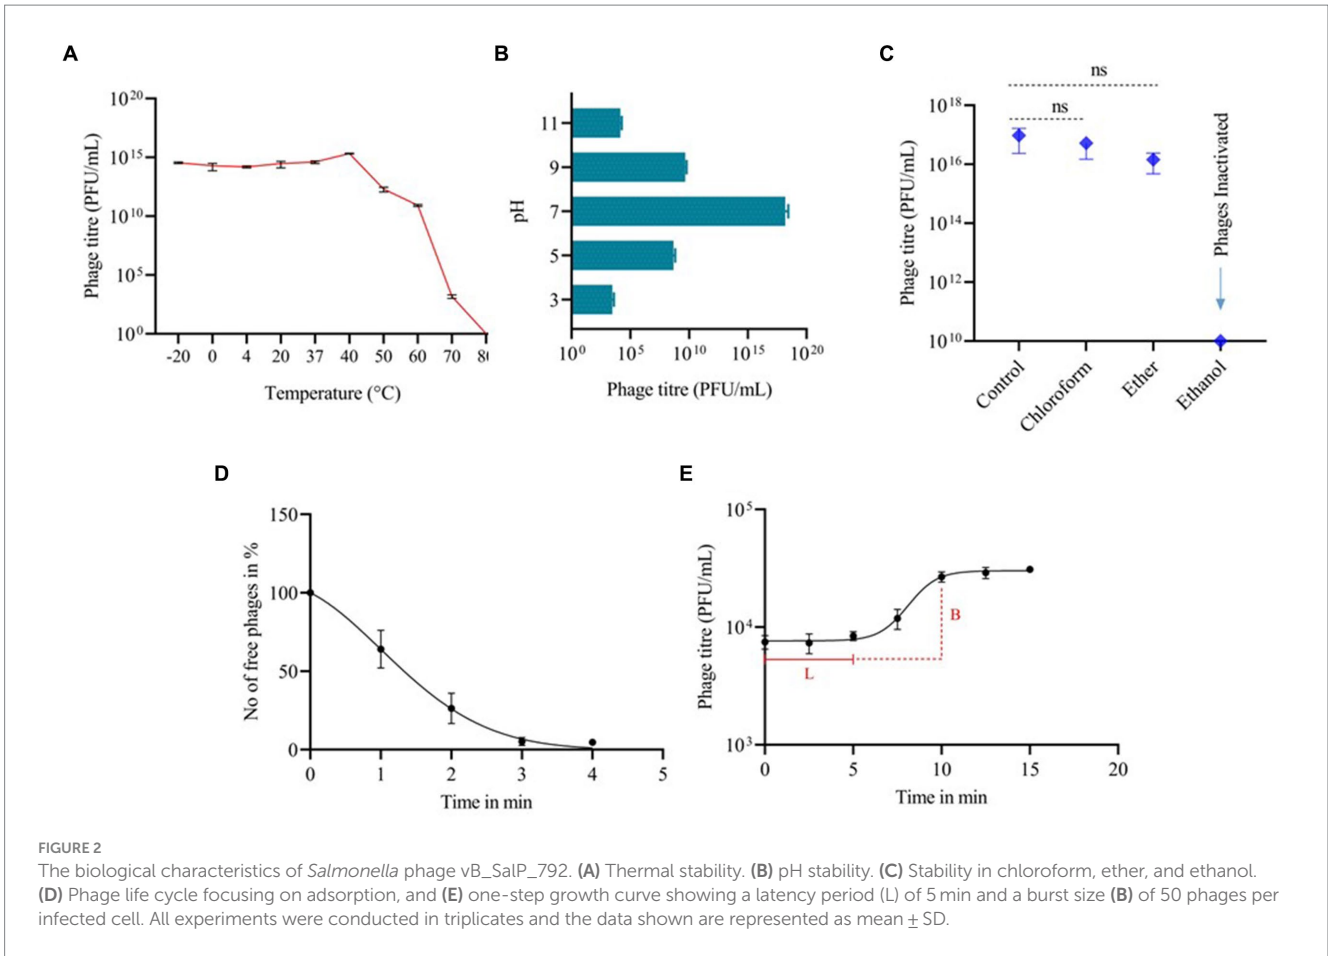 A
B
C
10^20
10^15
10^10
10^5
10^0
Phage titre (PFU/mL)
-20 0 4 20 37 40 50 60 70 80
Temperature (°C)
11
9
7
5
3
pH
10^0 10^5 10^10 10^15 10^20
Phage titre (PFU/mL)
ns
ns
10^18
10^16
10^14
10^12
10^10
Phage titre (PFU/mL)
Phages Inactivated
Control
Chloroform
Ether
Ethanol
D
E
150
100
50
0
No of free phages in %
0 1 2 3 4 5
Time in min
10^5
10^4
10^3
Phage titre (PFU/mL)
B
L
0 5 10 15 20
Time in min
FIGURE 2
The biological characteristics of Salmonella phage vB_SalP_792. (A) Thermal stability. (B) pH stability. (C) Stability in chloroform, ether, and ethanol.
(D) Phage life cycle focusing on adsorption, and (E) one-step growth curve showing a latency period (L) of 5 min and a burst size (B) of 50 phages per
infected cell. All experiments were conducted in triplicates and the data shown are represented as mean ± SD.